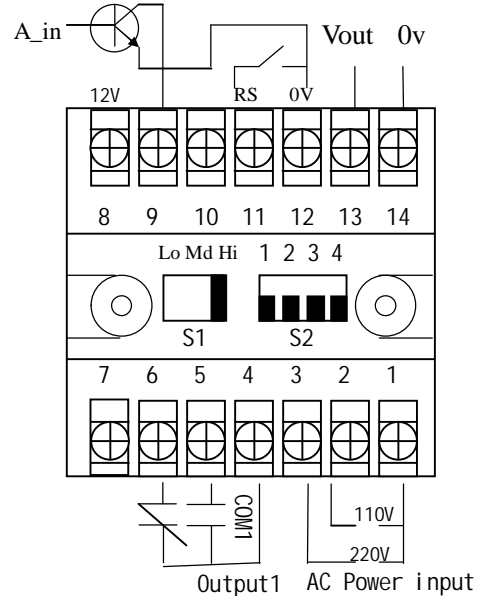 A_in
Vout 0v
12V RS 0V
8 9 10 11 12 13 14
Lo Md Hi 1 2 3 4
S1 S2
7 6 5 4 3 2 1
COM1
110V
220V
Output1 AC Power input